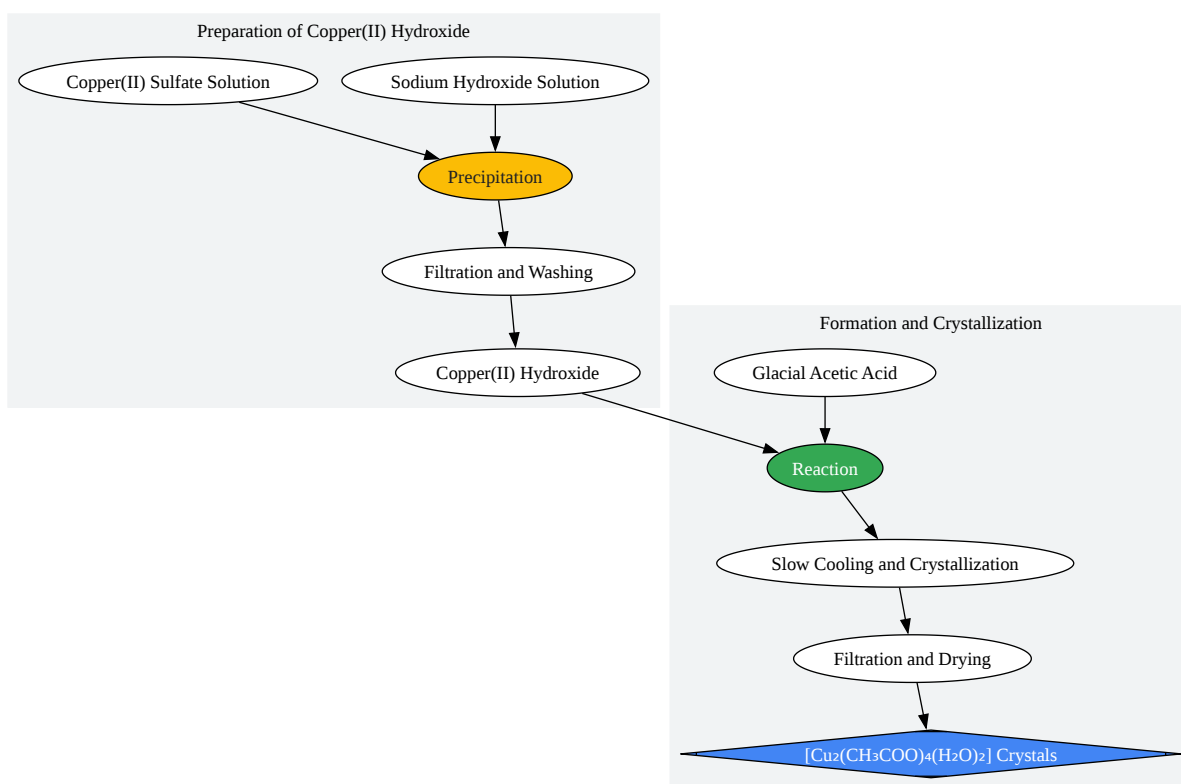 Preparation of Copper(II) Hydroxide
Copper(II) Sulfate Solution
Sodium Hydroxide Solution
Precipitation
Filtration and Washing
Copper(II) Hydroxide
Formation and Crystallization
Glacial Acetic Acid
Reaction
Slow Cooling and Crystallization
Filtration and Drying
[Cu₂(CH₃COO)₄(H₂O)₂] Crystals